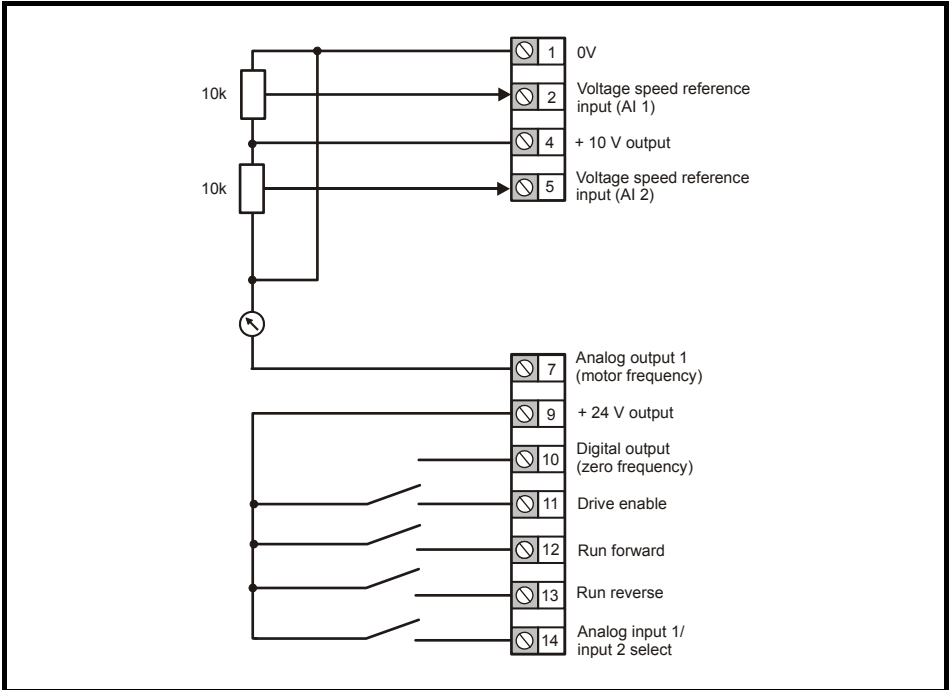 1 0V
10k
2 Voltage speed reference
input (AI 1)
4 + 10 V output
10k
5 Voltage speed reference
input (AI 2)
7 Analog output 1
(motor frequency)
9 + 24 V output
10 Digital output
(zero frequency)
11 Drive enable
12 Run forward
13 Run reverse
14 Analog input 1/
input 2 select